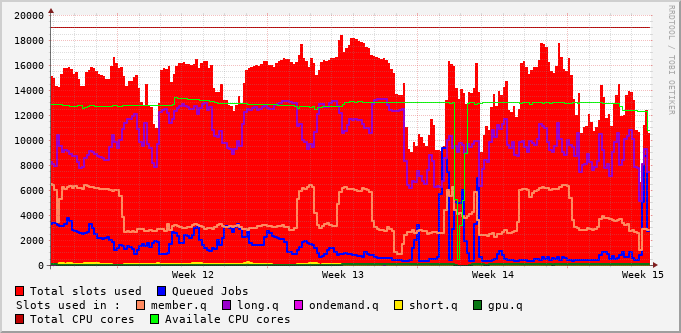 20000
18000
16000
14000
12000
10000
8000
6000
4000
2000
0
Week 12 Week 13 Week 14 Week 15
RRDTOOL / TOBI OETIKER
Total slots used Queued Jobs
Slots used in : member.q long.q ondemand.q short.q gpu.q
Total CPU cores Availale CPU cores